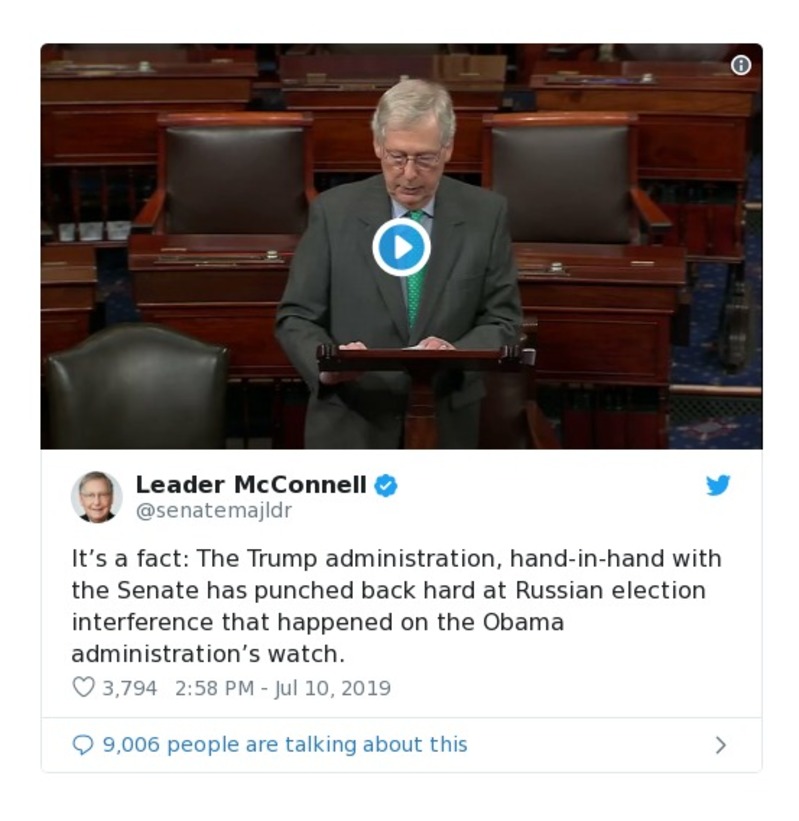 Leader McConnell
@senatemajldr
It’s a fact: The Trump administration, hand-in-hand with
the Senate has punched back hard at Russian election
interference that happened on the Obama
administration’s watch.
3,794 2:58 PM - Jul 10, 2019
9,006 people are talking about this